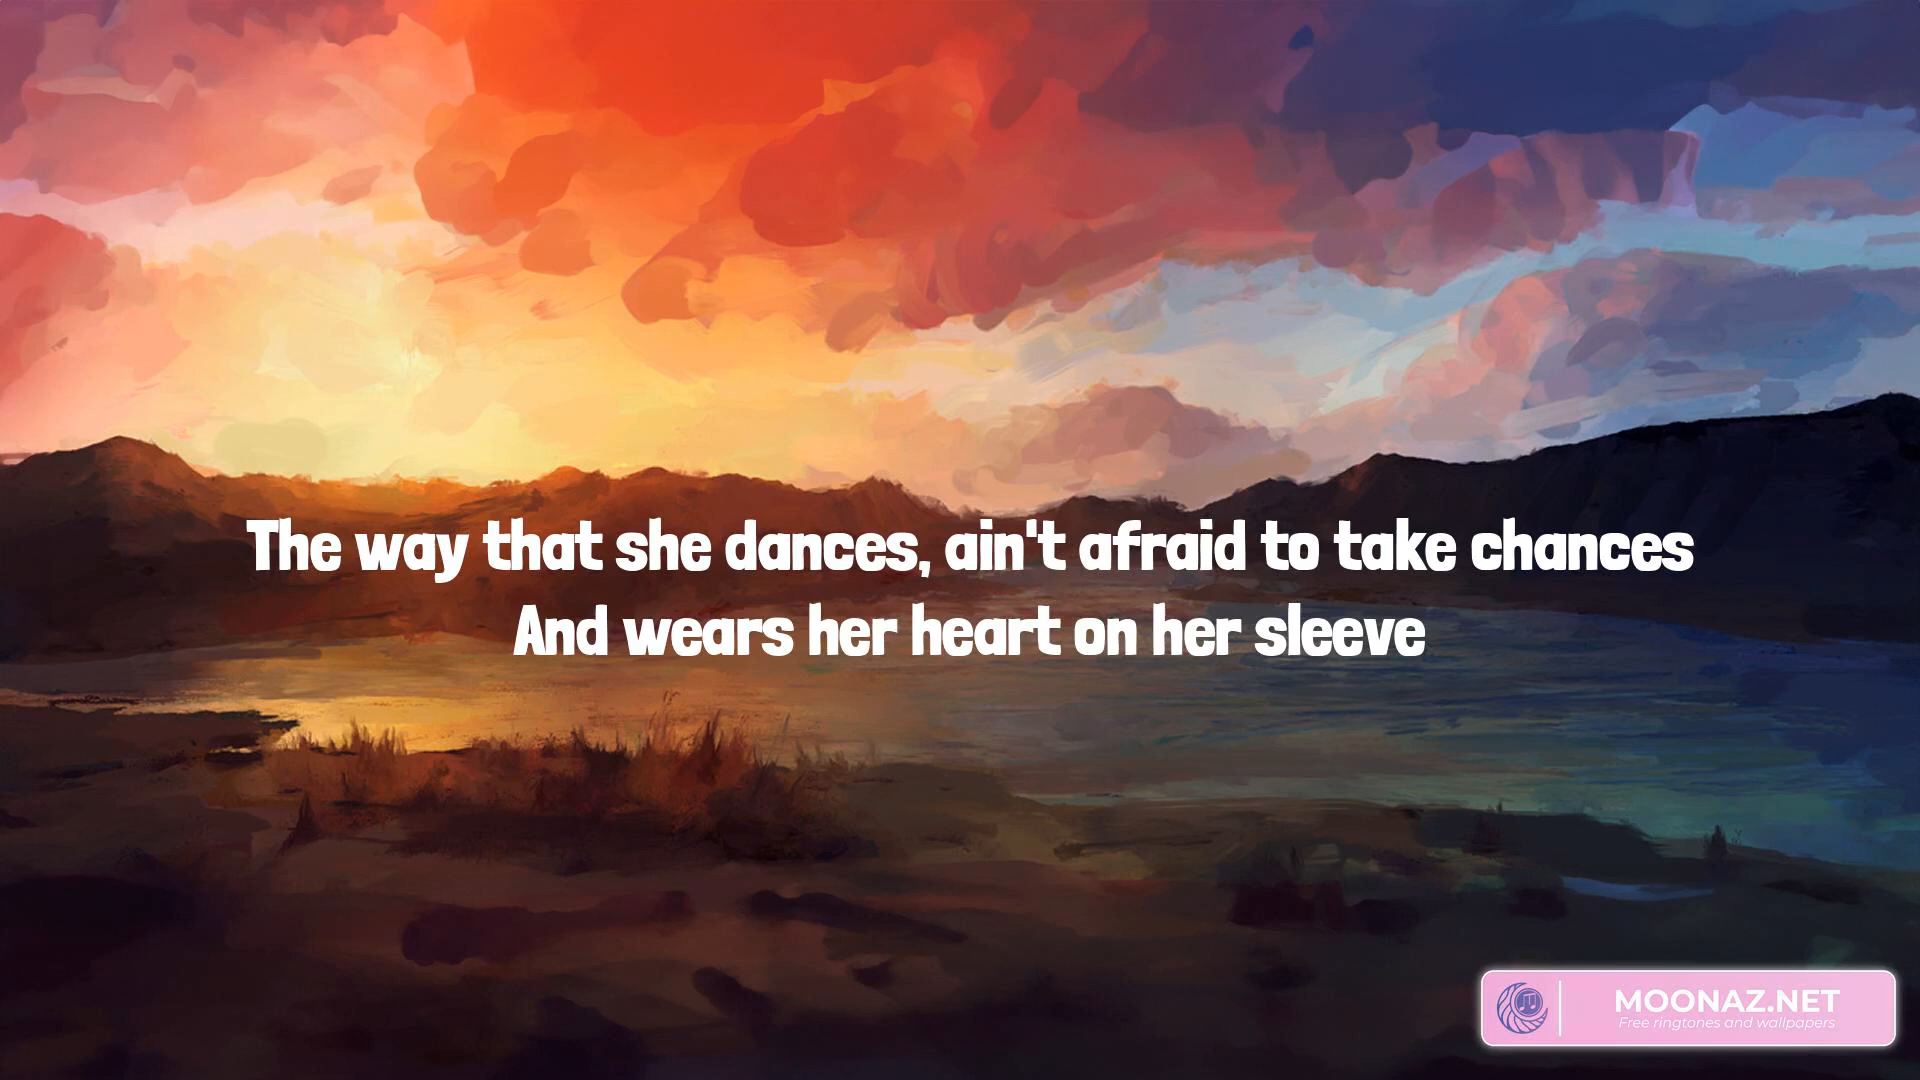 The way that she dances, ain't afraid to take chances
And wears her heart on her sleeve
MOONAZ.NET
Free ringtones and wallpapers